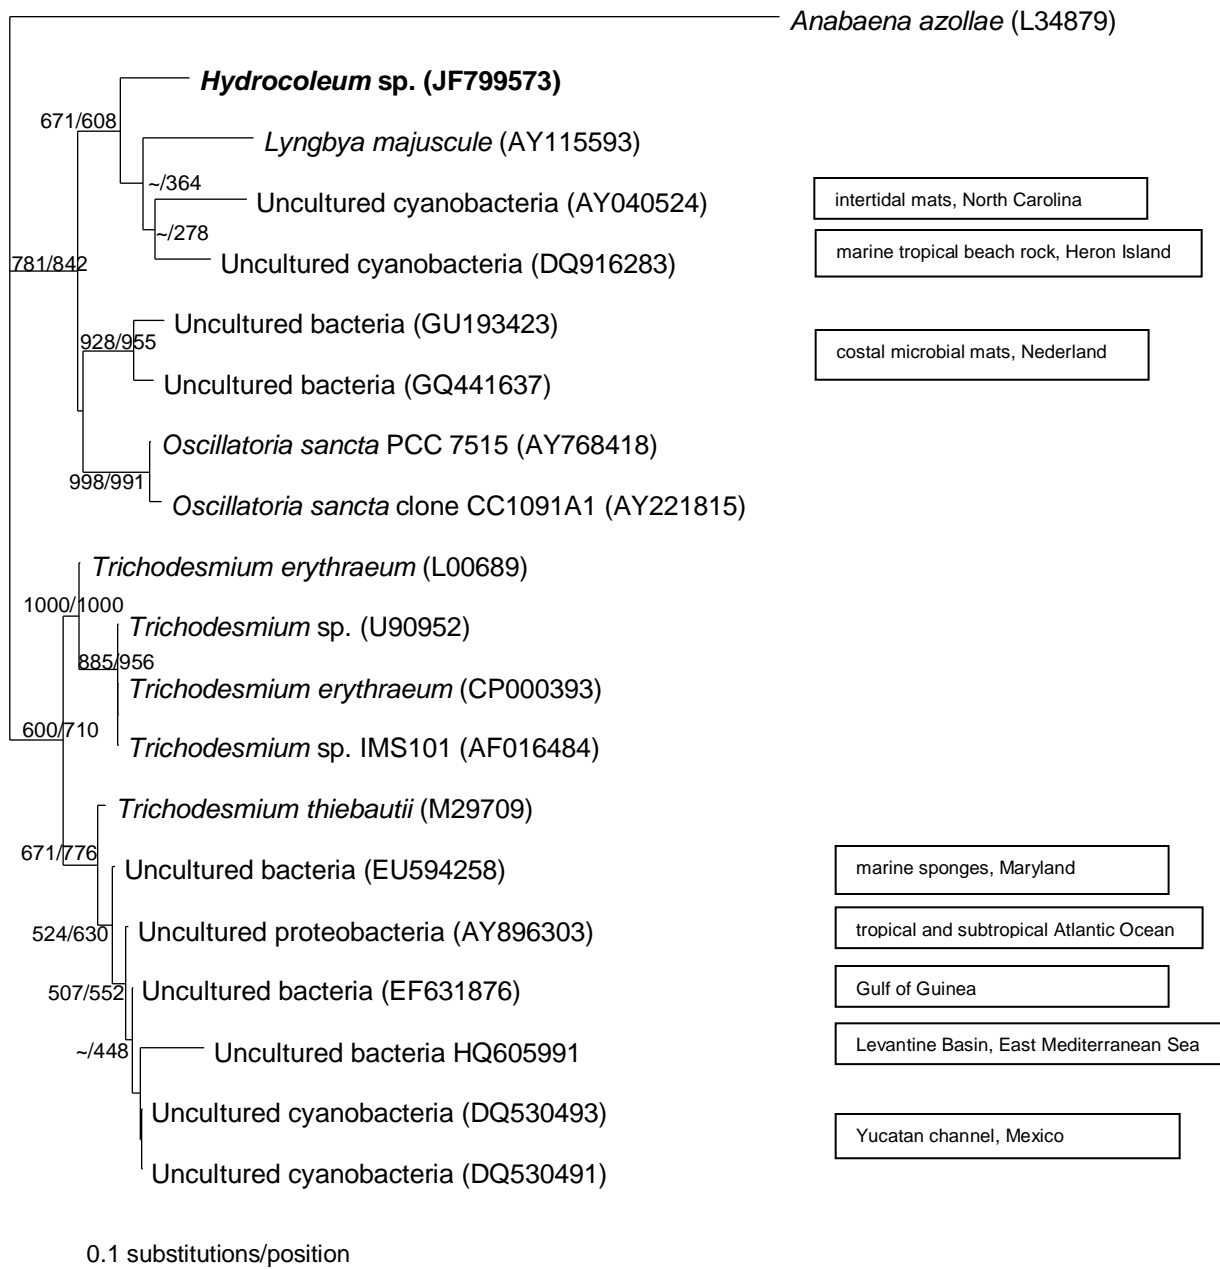 Anabaena azollae (L34879)
Hydrocoleum sp. (JF799573)
671/608
Lyngbya majuscule (AY115593)
~/364
Uncultured cyanobacteria (AY040524)
intertidal mats, North Carolina
~/278
Uncultured cyanobacteria (DQ916283)
marine tropical beach rock, Heron Island
781/842
Uncultured bacteria (GU193423)
928/955
costal microbial mats, Nederland
Uncultured bacteria (GQ441637)
Oscillatoria sancta PCC 7515 (AY768418)
998/991
Oscillatoria sancta clone CC1091A1 (AY221815)
Trichodesmium erythraeum (L00689)
1000/1000
Trichodesmium sp. (U90952)
885/956
Trichodesmium erythraeum (CP000393)
600/710
Trichodesmium sp. IMS101 (AF016484)
Trichodesmium thiebautii (M29709)
671/776
Uncultured bacteria (EU594258)
marine sponges, Maryland
524/630
Uncultured proteobacteria (AY896303)
tropical and subtropical Atlantic Ocean
507/552
Uncultured bacteria (EF631876)
Gulf of Guinea
~/448
Uncultured bacteria HQ605991
Levantine Basin, East Mediterranean Sea
Uncultured cyanobacteria (DQ530493)
Yucatan channel, Mexico
Uncultured cyanobacteria (DQ530491)
0.1 substitutions/position